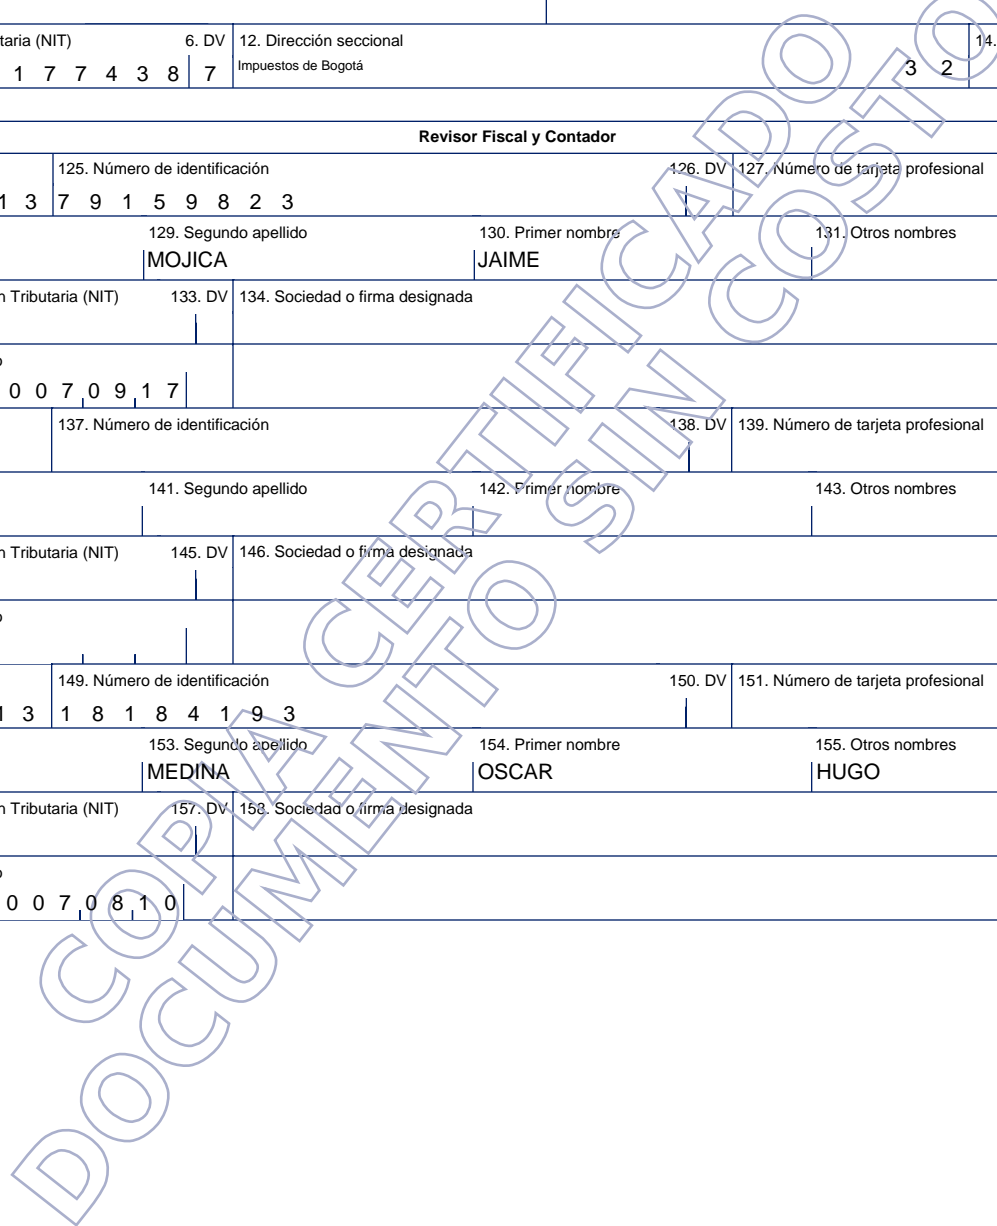 taria (NIT) 6. DV 12. Dirección seccional 14.
1 7 7 4 3 8 7 Impuestos de Bogotá 3 2
Revisor Fiscal y Contador
125. Número de identificación 126. DV 127. Número de tarjeta profesional
1 3 7 9 1 5 9 8 2 3
129. Segundo apellido 130. Primer nombre 131. Otros nombres
MOJICA JAIME
n Tributaria (NIT) 133. DV 134. Sociedad o firma designada
o
0 0 7 0 9 1 7
137. Número de identificación 138. DV 139. Número de tarjeta profesional
141. Segundo apellido 142. Primer nombre 143. Otros nombres
n Tributaria (NIT) 145. DV 146. Sociedad o firma designada
o
149. Número de identificación 150. DV 151. Número de tarjeta profesional
1 3 1 8 1 8 4 1 9 3
153. Segundo apellido 154. Primer nombre 155. Otros nombres
MEDINA OSCAR HUGO
n Tributaria (NIT) 157. DV 158. Sociedad o firma designada
o
0 0 7 0 8 1 0
COPIA CERTIFICADO
DOCUMENTO SIN COSTO